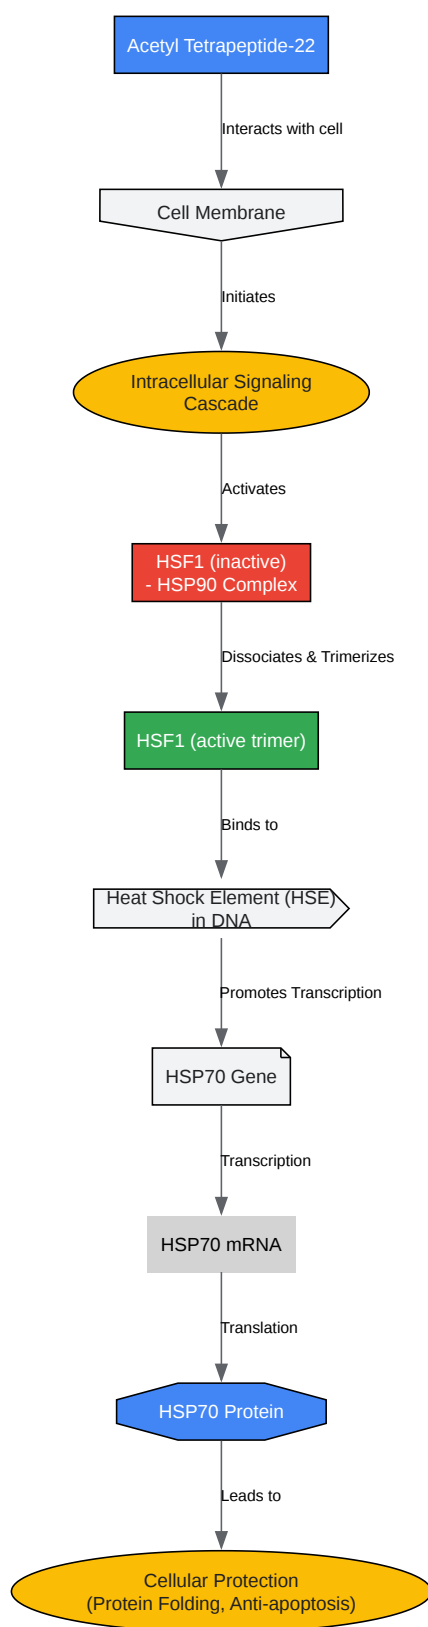 Acetyl Tetrapeptide-22
Interacts with cell
Cell Membrane
Initiates
Intracellular Signaling
Cascade
Activates
HSF1 (inactive)
- HSP90 Complex
Dissociates & Trimerizes
HSF1 (active trimer)
Binds to
Heat Shock Element (HSE)
in DNA
Promotes Transcription
HSP70 Gene
Transcription
HSP70 mRNA
Translation
HSP70 Protein
Leads to
Cellular Protection
(Protein Folding, Anti-apoptosis)